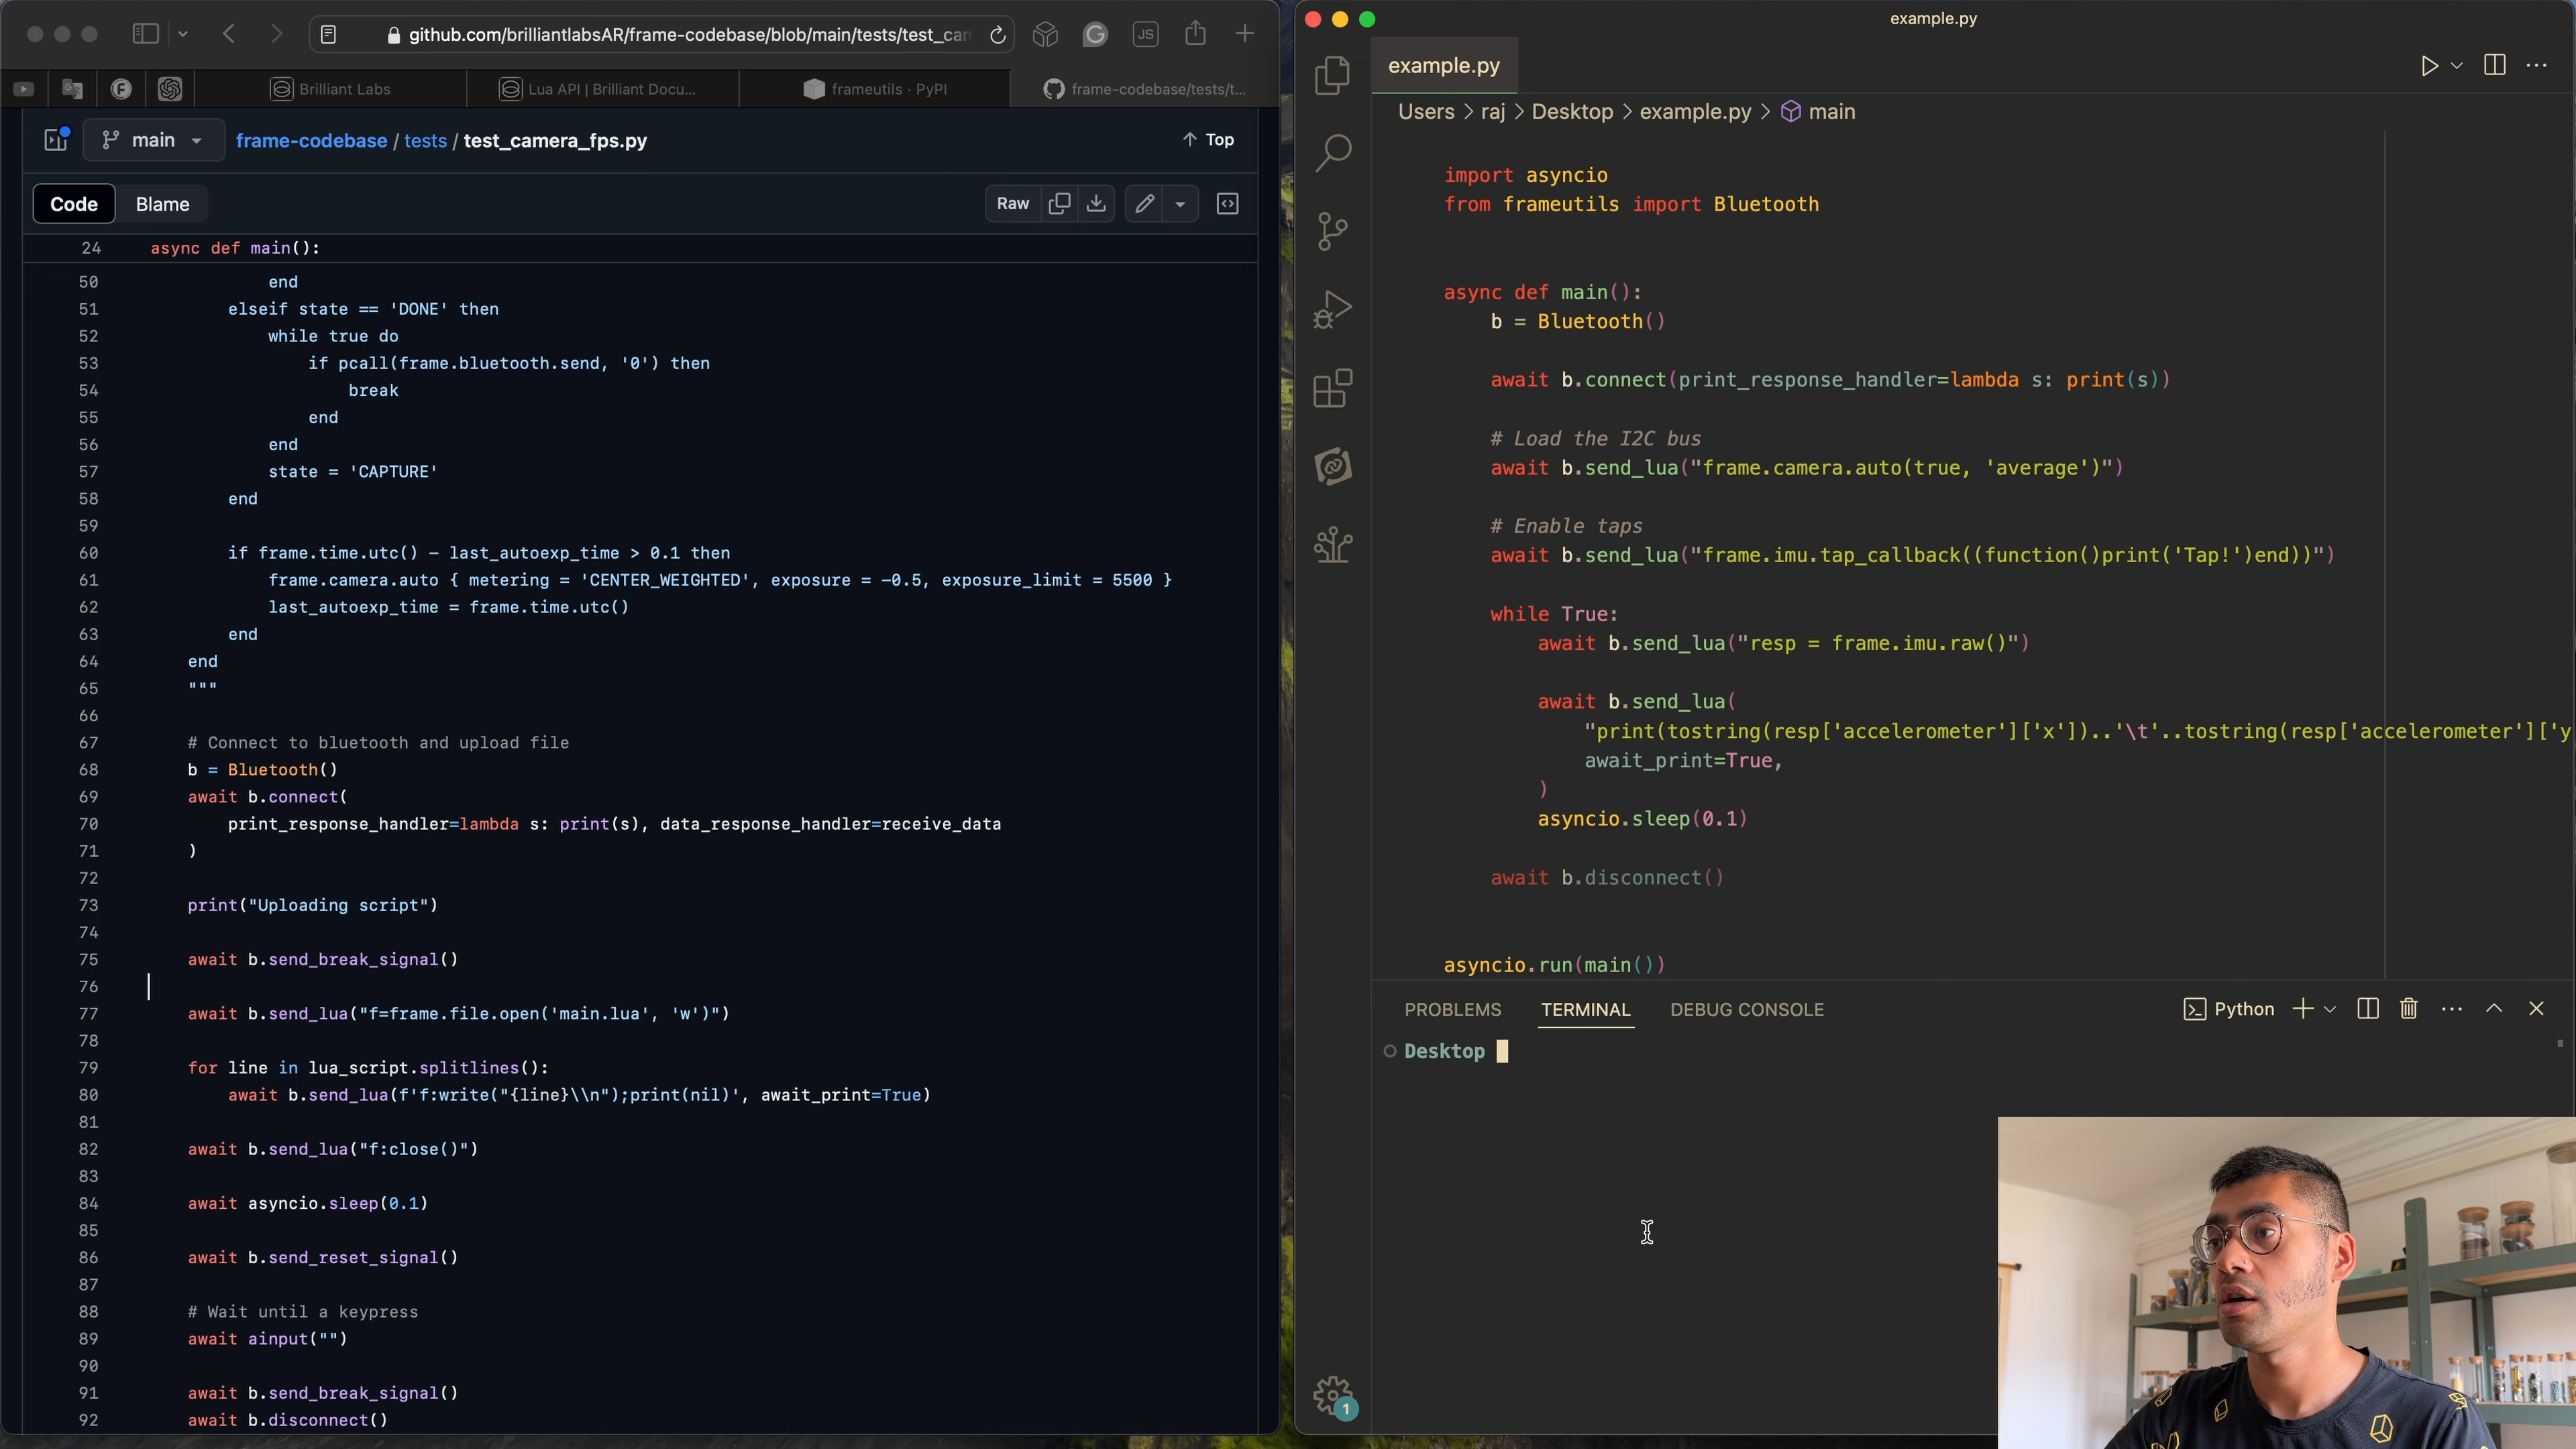 github.com/brilliantlabsAR/frame-codebase/blob/main/tests/test_can
JS
Brilliant Labs
Lua API | Brilliant Docu...
frameutils · PyPI
frame-codebase/tests/t...
main
frame-codebase / tests / test_camera_fps.py
Top
Code
Blame
Raw
24 async def main():
50 end
51 elseif state == 'DONE' then
52 while true do
53 if pcall(frame.bluetooth.send, '0') then
54 break
55 end
56 end
57 state = 'CAPTURE'
58 end
59
60 if frame.time.utc() - last_autoexp_time > 0.1 then
61 frame.camera.auto { metering = 'CENTER_WEIGHTED', exposure = -0.5, exposure_limit = 5500 }
62 last_autoexp_time = frame.time.utc()
63 end
64 end
65 """
66
67 # Connect to bluetooth and upload file
68 b = Bluetooth()
69 await b.connect(
70 print_response_handler=lambda s: print(s), data_response_handler=receive_data
71 )
72
73 print("Uploading script")
74
75 await b.send_break_signal()
76
77 await b.send_lua("f=frame.file.open('main.lua', 'w')")
78
79 for line in lua_script.splitlines():
80 await b.send_lua(f'f:write("{line}\\n");print(nil)', await_print=True)
81
82 await b.send_lua("f:close()")
83
84 await asyncio.sleep(0.1)
85
86 await b.send_reset_signal()
87
88 # Wait until a keypress
89 await ainput("")
90
91 await b.send_break_signal()
92 await b.disconnect()
example.py
example.py
Users > raj > Desktop > example.py > main
import asyncio
from frameutils import Bluetooth
async def main():
b = Bluetooth()
await b.connect(print_response_handler=lambda s: print(s))
# Load the I2C bus
await b.send_lua("frame.camera.auto(true, 'average')")
# Enable taps
await b.send_lua("frame.imu.tap_callback((function()print('Tap!')end))")
while True:
await b.send_lua("resp = frame.imu.raw()")
await b.send_lua(
"print(tostring(resp['accelerometer']['x'])..'\t'..tostring(resp['accelerometer']['y
await_print=True,
)
asyncio.sleep(0.1)
await b.disconnect()
asyncio.run(main())
PROBLEMS
TERMINAL
DEBUG CONSOLE
Python
Desktop
1